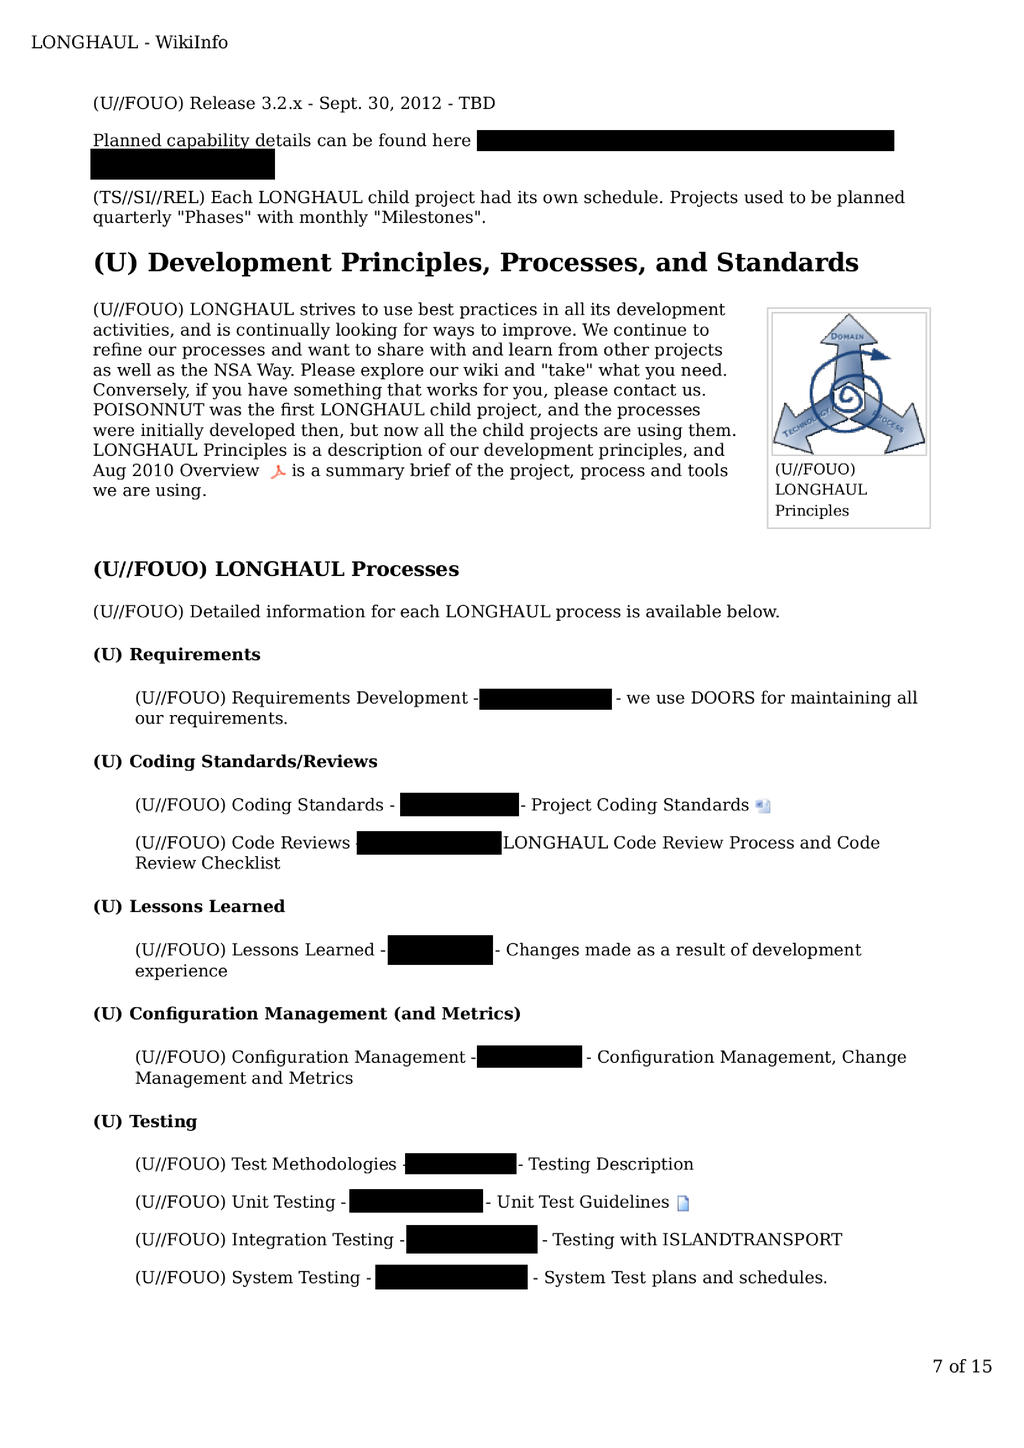 LONGHAUL - WikiInfo
(U//FOUO) Release 3.2.x - Sept. 30, 2012 - TBD
Planned capability details can be found here
(TS//SI//REL) Each LONGHAUL child project had its own schedule. Projects used to be planned
quarterly "Phases" with monthly "Milestones".
(U) Development Principles, Processes, and Standards
(U//FOUO) LONGHAUL strives to use best practices in all its development
activities, and is continually looking for ways to improve. We continue to
refine our processes and want to share with and learn from other projects
as well as the NSA Way. Please explore our wiki and "take" what you need.
Conversely, if you have something that works for you, please contact us.
POISONNUT was the first LONGHAUL child project, and the processes
were initially developed then, but now all the child projects are using them.
LONGHAUL Principles is a description of our development principles, and
Aug 2010 Overview is a summary brief of the project, process and tools
we are using.
DOMAIN
TECHNOLOGY
PROCESS
(U//FOUO)
LONGHAUL
Principles
(U//FOUO) LONGHAUL Processes
(U//FOUO) Detailed information for each LONGHAUL process is available below.
(U) Requirements
(U//FOUO) Requirements Development - - we use DOORS for maintaining all
our requirements.
(U) Coding Standards/Reviews
(U//FOUO) Coding Standards - - Project Coding Standards
(U//FOUO) Code Reviews - LONGHAUL Code Review Process and Code
Review Checklist
(U) Lessons Learned
(U//FOUO) Lessons Learned - - Changes made as a result of development
experience
(U) Configuration Management (and Metrics)
(U//FOUO) Configuration Management - - Configuration Management, Change
Management and Metrics
(U) Testing
(U//FOUO) Test Methodologies - - Testing Description
(U//FOUO) Unit Testing - - Unit Test Guidelines
(U//FOUO) Integration Testing - - Testing with ISLANDTRANSPORT
(U//FOUO) System Testing - - System Test plans and schedules.
7 of 15